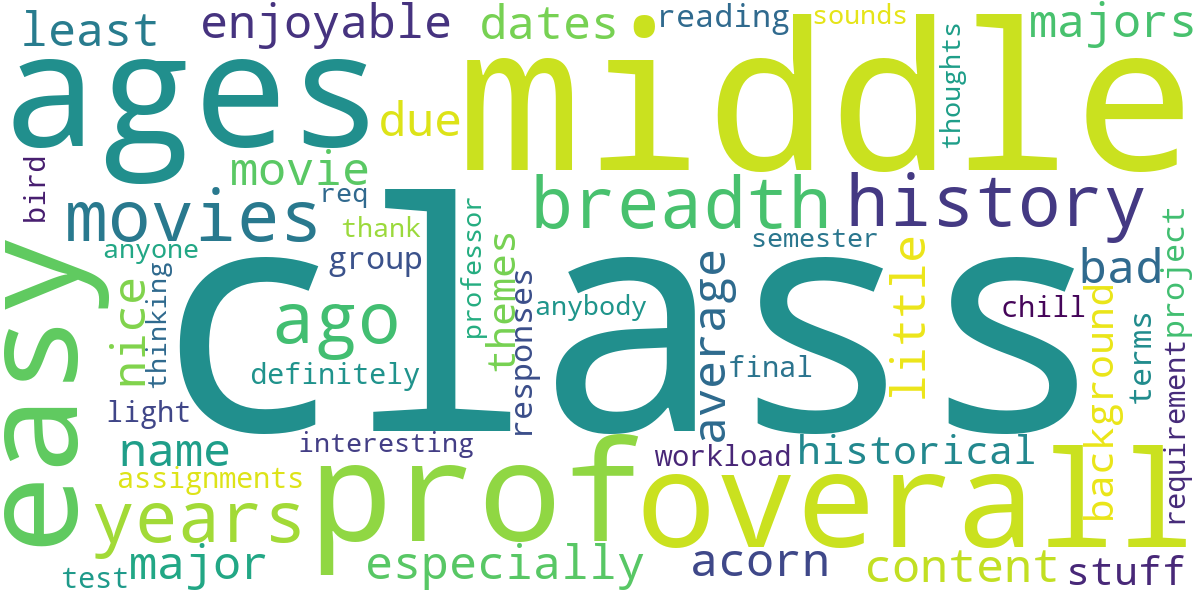 least
enjoyable
dates
reading
sounds
majors
ages
middle
due
thoughts
movie
bird
req
movies
breadth
history
thank
anyone
group
professor
themes
semester
little
bad
project
easy
class
nice
thinking
ago
responses
anybody
average
chill
background
terms
definitely
final
light
name
interesting
workload
historical
requirement
assignments
years
prof
overall
test
major
especially
acorn
content
stuff